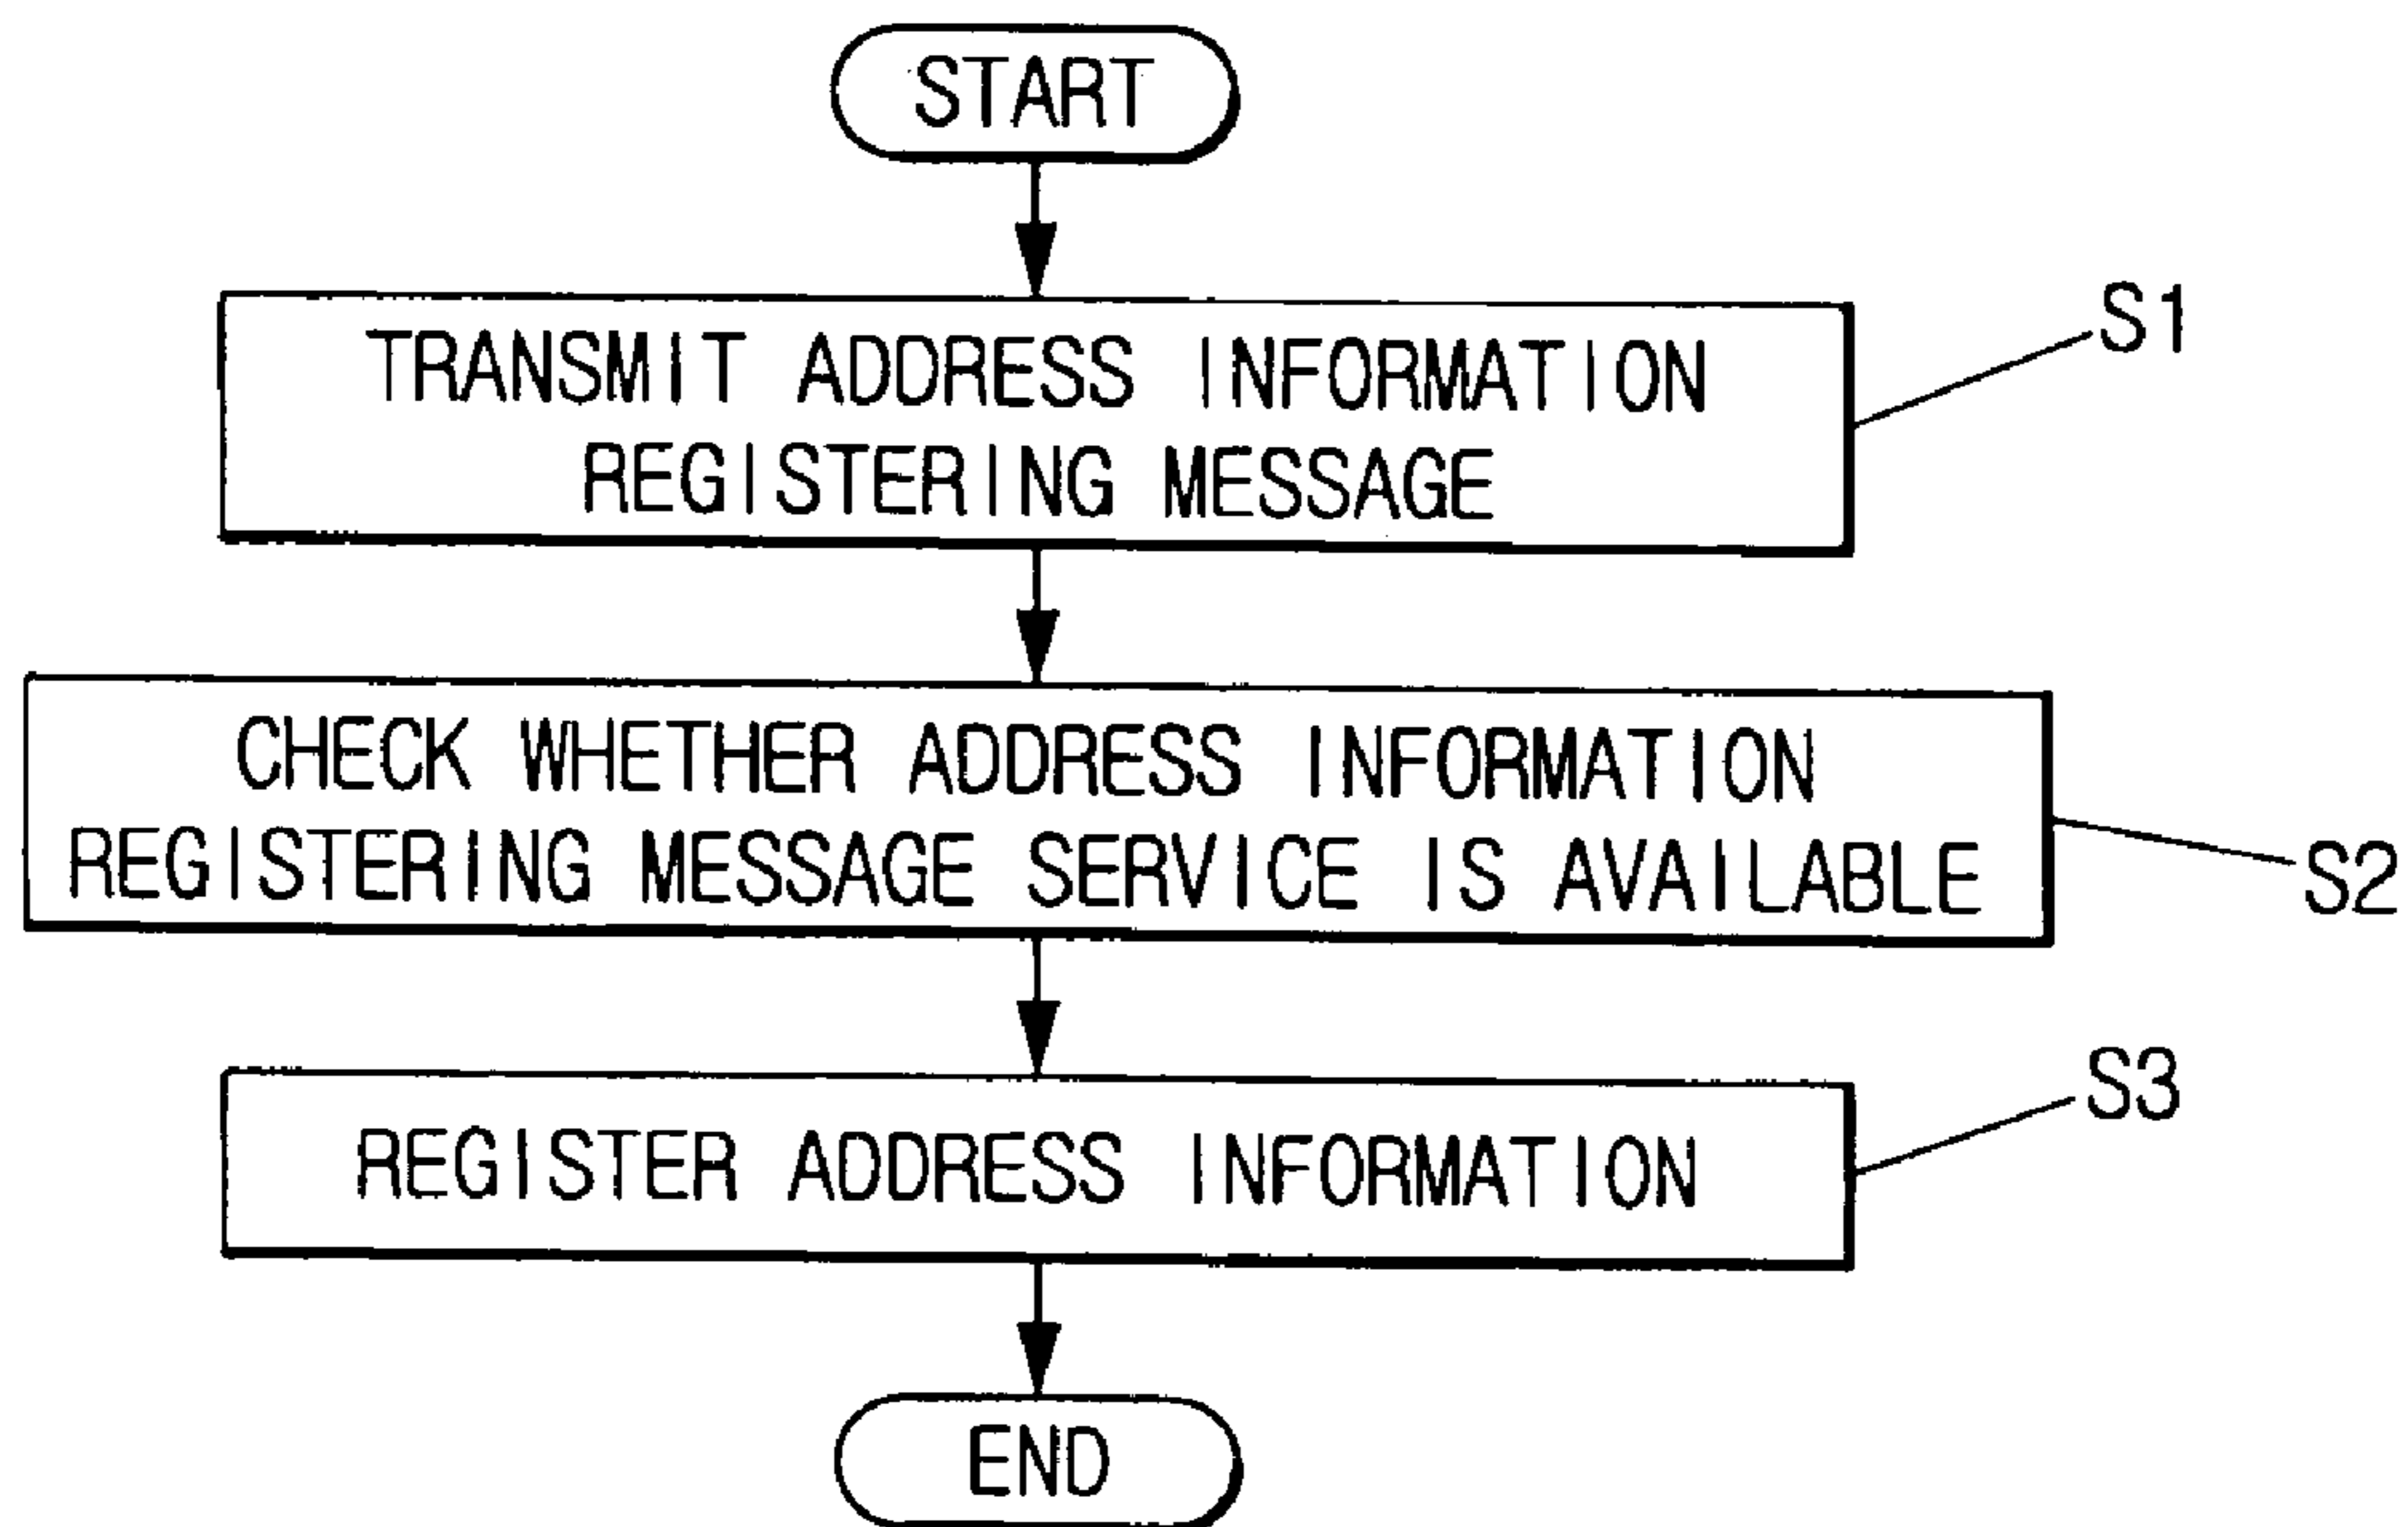 START
TRANSMIT ADDRESS INFORMATION
REGISTERING MESSAGE
S1
CHECK WHETHER ADDRESS INFORMATION
REGISTERING MESSAGE SERVICE IS AVAILABLE
S2
REGISTER ADDRESS INFORMATION
S3
END